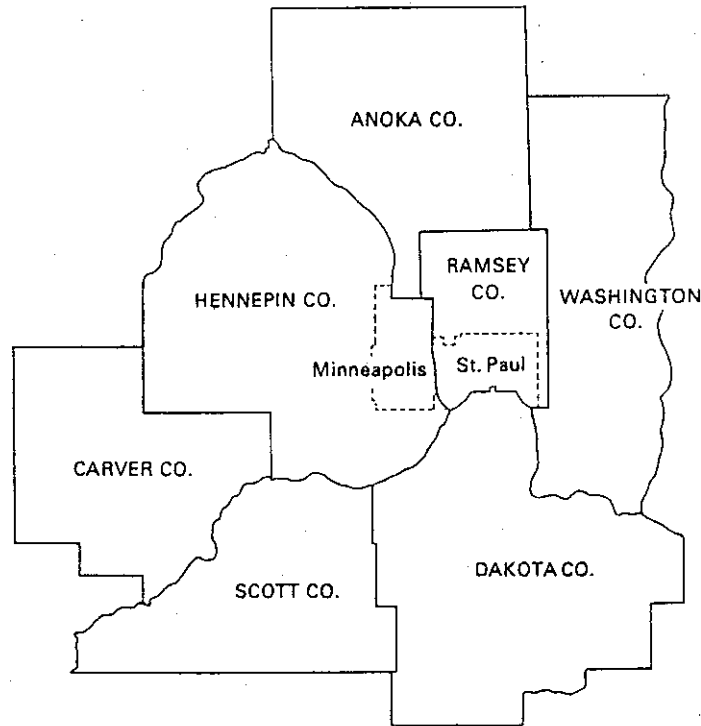 ANOKA CO.
RAMSEY
CO.
HENNEPIN CO.
WASHINGTON
CO.
Minneapolis
St. Paul
CARVER CO.
DAKOTA CO.
SCOTT CO.